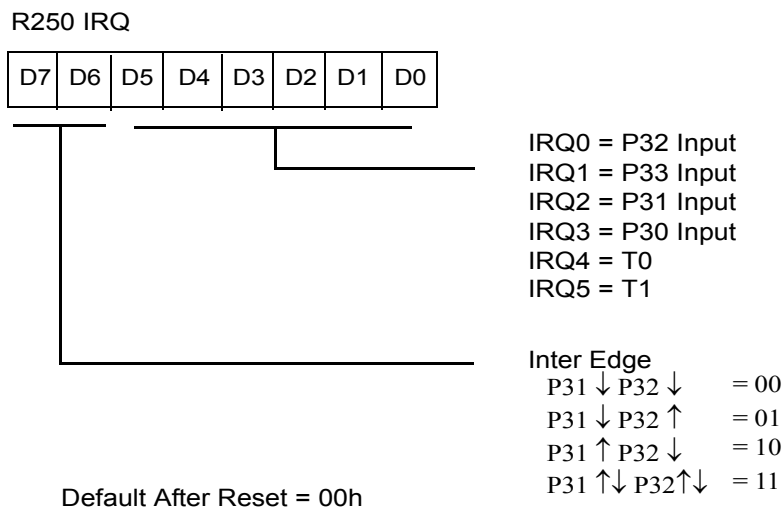 R250 IRQ
D7 D6 D5 D4 D3 D2 D1 D0
IRQ0 = P32 Input
IRQ1 = P33 Input
IRQ2 = P31 Input
IRQ3 = P30 Input
IRQ4 = T0
IRQ5 = T1
Inter Edge
P31 ↓ P32 ↓ = 00
P31 ↓ P32 ↑ = 01
P31 ↑ P32 ↓ = 10
P31 ↑↓ P32↑↓ = 11
Default After Reset = 00h